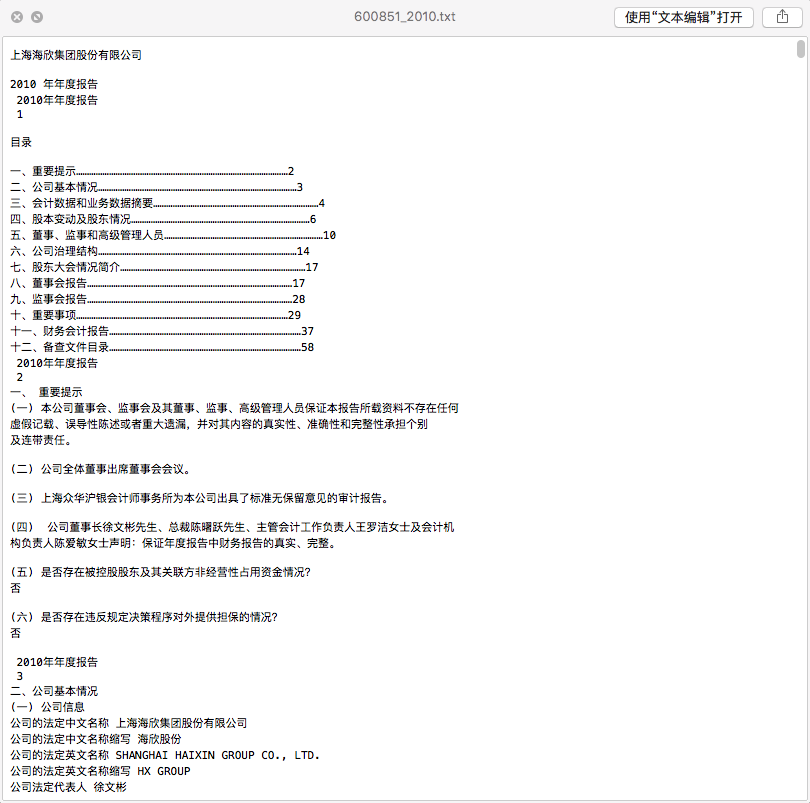 600851_2010.txt
使用“文本编辑”打开
上海海欣集团股份有限公司
2010 年年度报告
2010年年度报告
1
目录
一、重要提示……………………………………………………………………………2
二、公司基本情况………………………………………………………………………3
三、会计数据和业务数据摘要…………………………………………………………4
四、股本变动及股东情况………………………………………………………………6
五、董事、监事和高级管理人员………………………………………………………10
六、公司治理结构………………………………………………………………………14
七、股东大会情况简介…………………………………………………………………17
八、董事会报告…………………………………………………………………………17
九、监事会报告…………………………………………………………………………28
十、重要事项……………………………………………………………………………29
十一、财务会计报告……………………………………………………………………37
十二、备查文件目录……………………………………………………………………58
2010年年度报告
2
一、 重要提示
(一) 本公司董事会、监事会及其董事、监事、高级管理人员保证本报告所载资料不存在任何
虚假记载、误导性陈述或者重大遗漏，并对其内容的真实性、准确性和完整性承担个别
及连带责任。
(二) 公司全体董事出席董事会会议。
(三) 上海众华沪银会计师事务所为本公司出具了标准无保留意见的审计报告。
(四) 公司董事长徐文彬先生、总裁陈曙跃先生、主管会计工作负责人王罗洁女士及会计机
构负责人陈爱敏女士声明：保证年度报告中财务报告的真实、完整。
(五) 是否存在被控股股东及其关联方非经营性占用资金情况？
否
(六) 是否存在违反规定决策程序对外提供担保的情况？
否
2010年年度报告
3
二、公司基本情况
(一) 公司信息
公司的法定中文名称 上海海欣集团股份有限公司
公司的法定中文名称缩写 海欣股份
公司的法定英文名称 SHANGHAI HAIXIN GROUP CO., LTD.
公司的法定英文名称缩写 HX GROUP
公司法定代表人 徐文彬